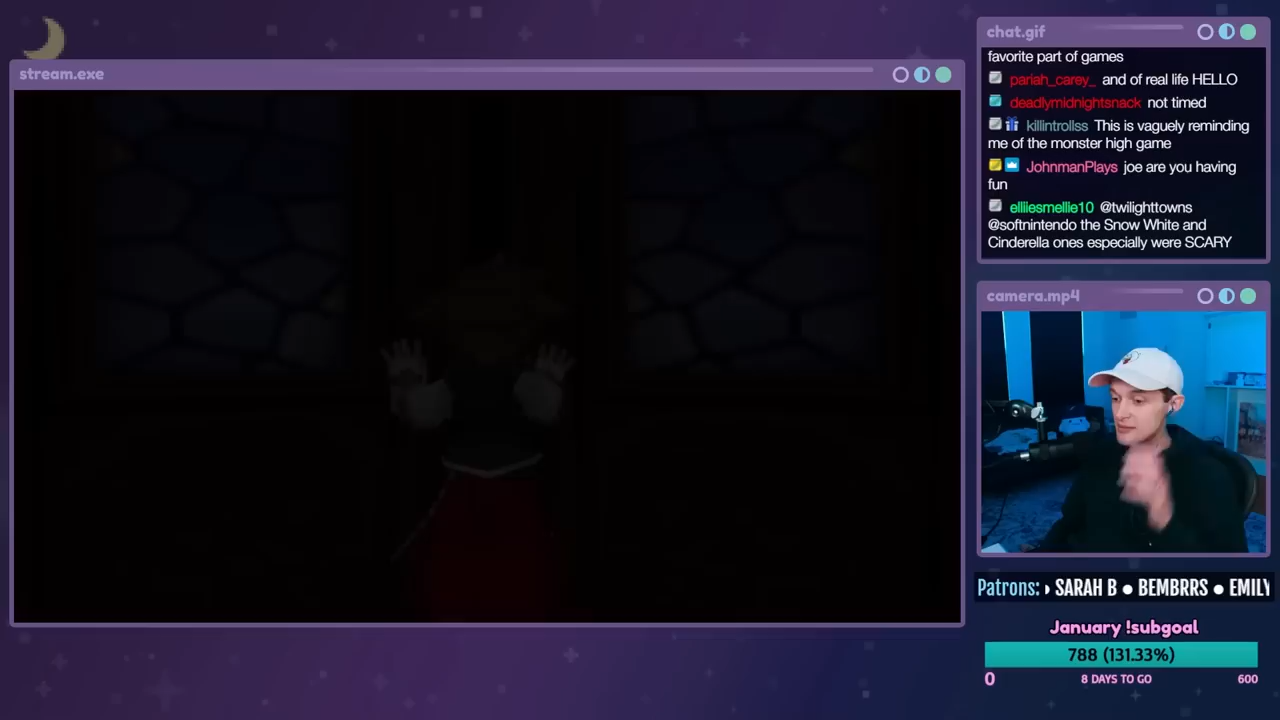 stream.exe
chat.gif
favorite part of games
pariah_carey_ and of real life HELLO
deadlymidnightsnack not timed
killintrollss This is vaguely reminding
me of the monster high game
JohnmanPlays joe are you having
fun
elliiesmellie10 @twilighttowns
@softnintendo the Snow White and
Cinderella ones especially were SCARY
camera.mp4
Patrons: SARAH B ● BEMBRRS ● EMILY
January !subgoal
788 (131.33%)
0 8 DAYS TO GO 600